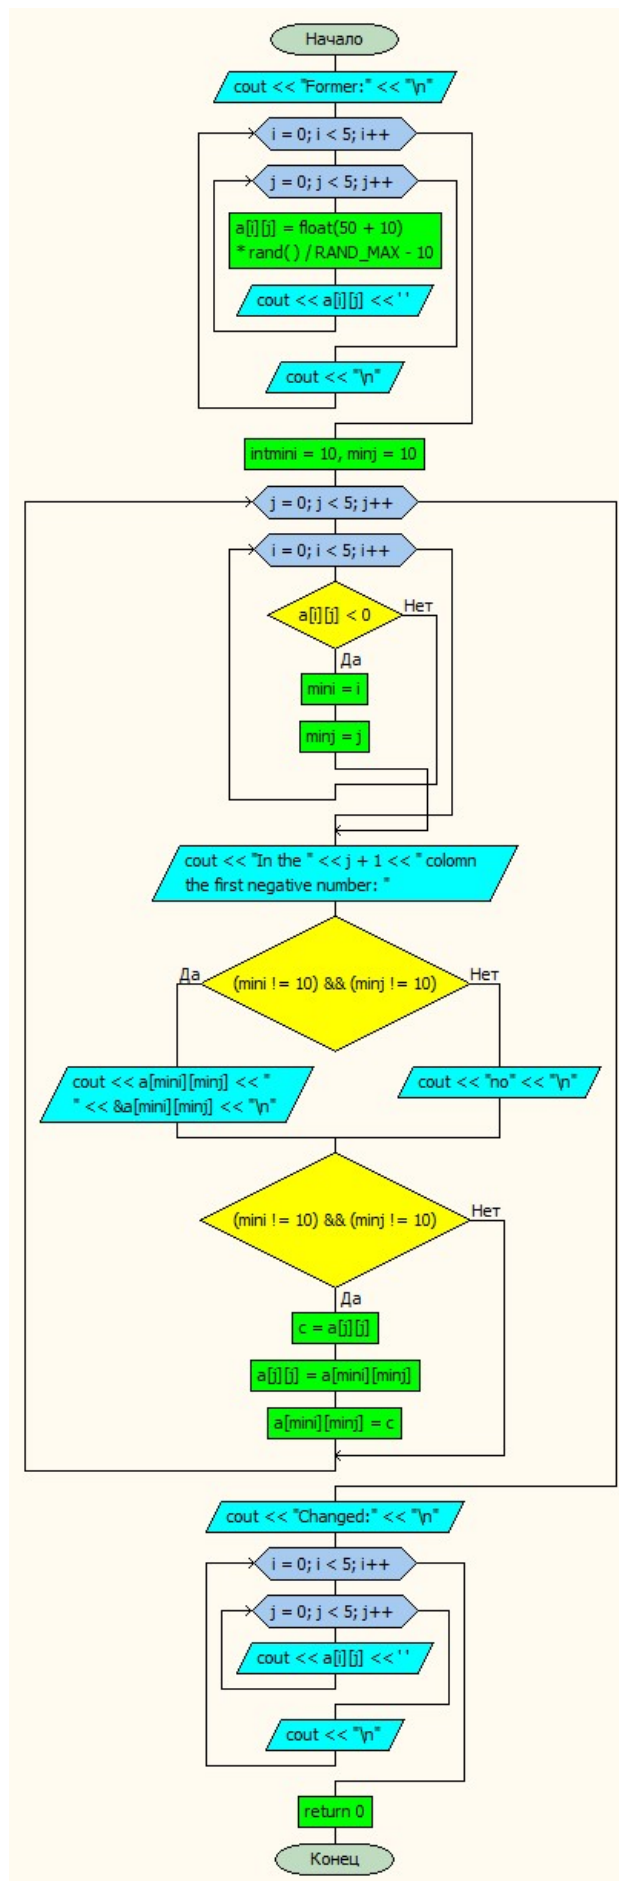 Начало
cout << "Former:" << "\n"
i = 0; i < 5; i++
j = 0; j < 5; j++
a[i][j] = float(50 + 10)
* rand( ) / RAND_MAX - 10
cout << a[i][j] << ' '
cout << "\n"
intmini = 10, minj = 10
j = 0; j < 5; j++
i = 0; i < 5; i++
a[i][j] < 0
Нет
Да
mini = i
minj = j
cout << "In the " << j + 1 << " colomn
the first negative number: "
Да
(mini != 10) && (minj != 10)
Нет
cout << a[mini][minj] << "
" << &a[mini][minj] << "\n"
cout << "no" << "\n"
(mini != 10) && (minj != 10)
Нет
Да
c = a[j][j]
a[j][j] = a[mini][minj]
a[mini][minj] = c
cout << "Changed:" << "\n"
i = 0; i < 5; i++
j = 0; j < 5; j++
cout << a[i][j] << ' '
cout << "\n"
return 0
Конец